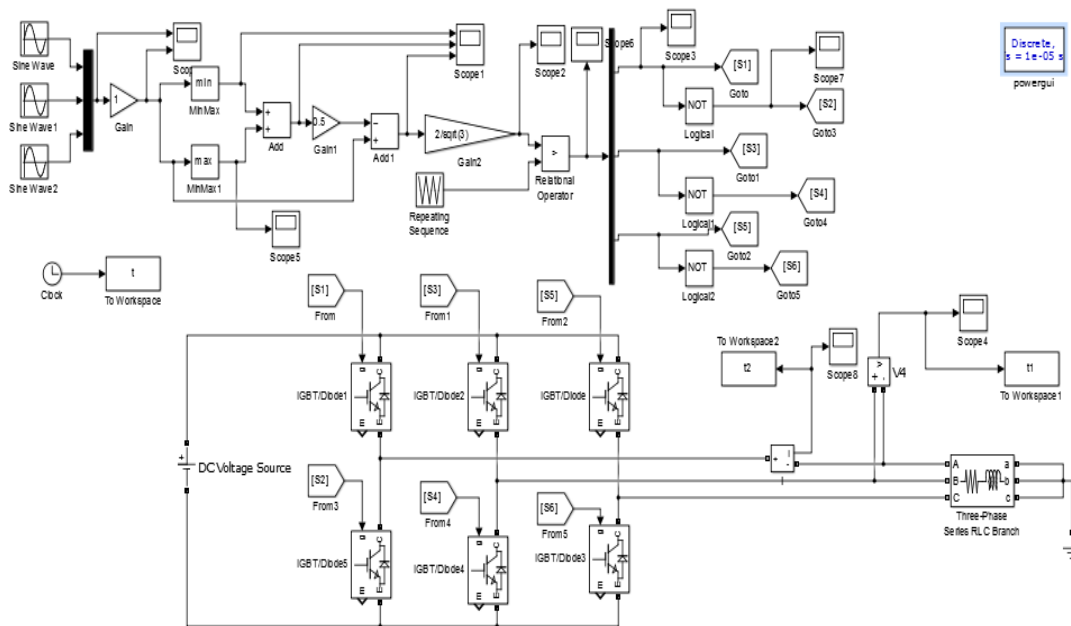 Sine Wave
Sine Wave1
Sine Wave2
1
Gain
Scop
min
MinMax
max
MinMax1
Scope5
Add
0.5
Gain1
Add1
Scope1
2/sqrt(3)
Gain2
Scope2
Repeating
Sequence
>
Relational
Operator
Scope6
Scope3
[S1]
Goto
NOT
Logical
[S2]
Goto3
Scope7
[S3]
Goto1
NOT
Logical1
[S4]
Goto4
[S5]
Goto2
NOT
Logical2
[S6]
Goto5
Discrete,
s = 1e-05 s
powergui
Clock
t
To Workspace
[S1]
From
[S3]
From1
[S5]
From2
g
C
m
E
IGBT/Diode1
g
C
m
E
IGBT/Diode2
g
C
m
E
IGBT/Diode
DC Voltage Source
[S2]
From3
[S4]
From4
[S6]
From5
g
C
m
E
IGBT/Diode5
g
C
m
E
IGBT/Diode4
g
C
m
E
IGBT/Diode3
To Workspace2
t2
Scope8
I
v
V4
Scope4
t1
To Workspace1
A
B
C
a
b
c
Three-Phase
Series RLC Branch